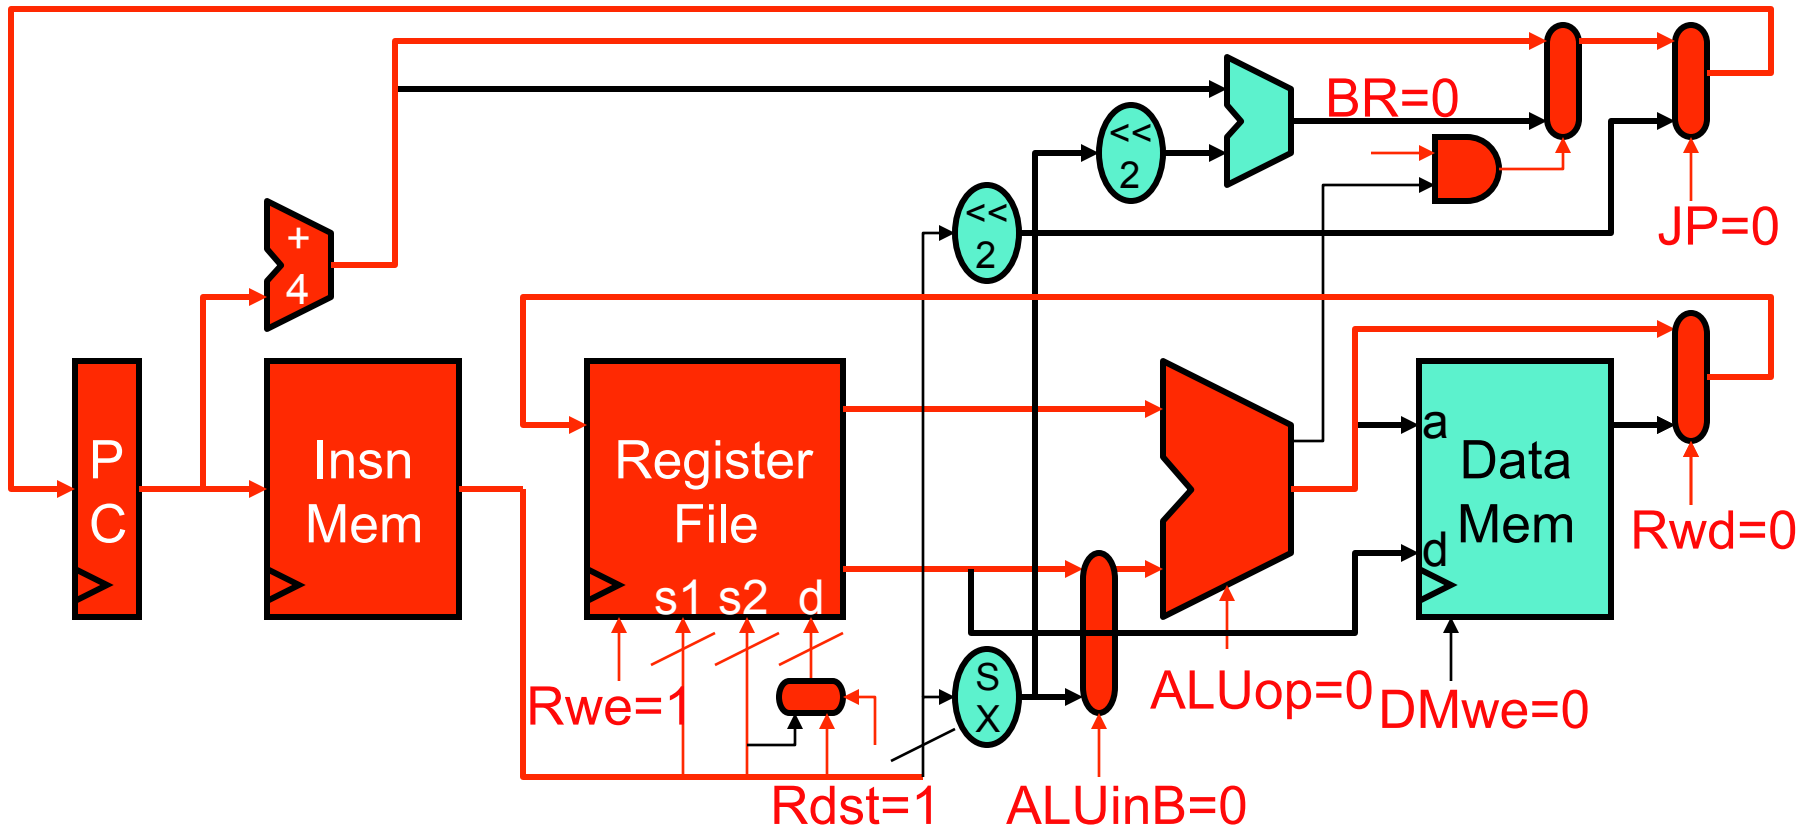 BR=0
<<
2
<<
2
JP=0
+
4
P
C
Insn
Mem
Register
File
s1 s2 d
a
d
Data
Mem
Rwd=0
S
X
Rwe=1
ALUop=0
DMwe=0
Rdst=1
ALUinB=0